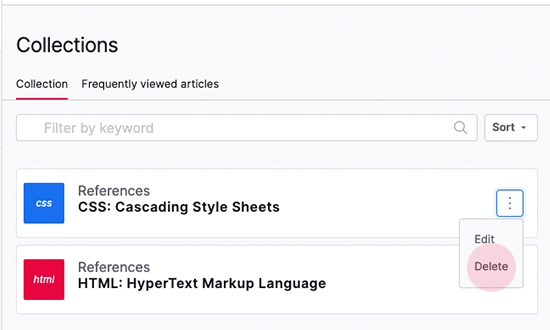 Collections
Collection Frequently viewed articles
Filter by keyword Sort
css References
CSS: Cascading Style Sheets
Edit
Delete
html References
HTML: HyperText Markup Language